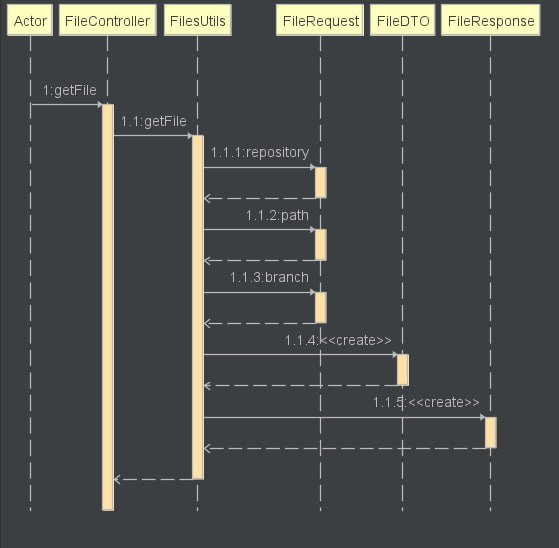 Actor FileController FilesUtils FileRequest FileDTO FileResponse
1:getFile
1.1:getFile
1.1.1:repository
1.1.2:path
1.1.3:branch
1.1.4:<<create>>
1.1.5:<<create>>